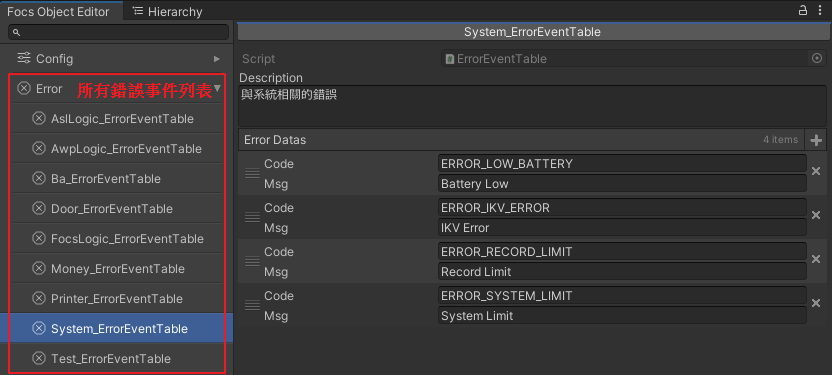 Focs Object Editor
Hierarchy
Config
Error
所有錯誤事件列表
AslLogic_ErrorEventTable
AwpLogic_ErrorEventTable
Ba_ErrorEventTable
Door_ErrorEventTable
FocsLogic_ErrorEventTable
Money_ErrorEventTable
Printer_ErrorEventTable
System_ErrorEventTable
Test_ErrorEventTable
System_ErrorEventTable
Script
ErrorEventTable
Description
與系統相關的錯誤
Error Datas
4 items
Code
ERROR_LOW_BATTERY
Msg
Battery Low
Code
ERROR_IKV_ERROR
Msg
IKV Error
Code
ERROR_RECORD_LIMIT
Msg
Record Limit
Code
ERROR_SYSTEM_LIMIT
Msg
System Limit